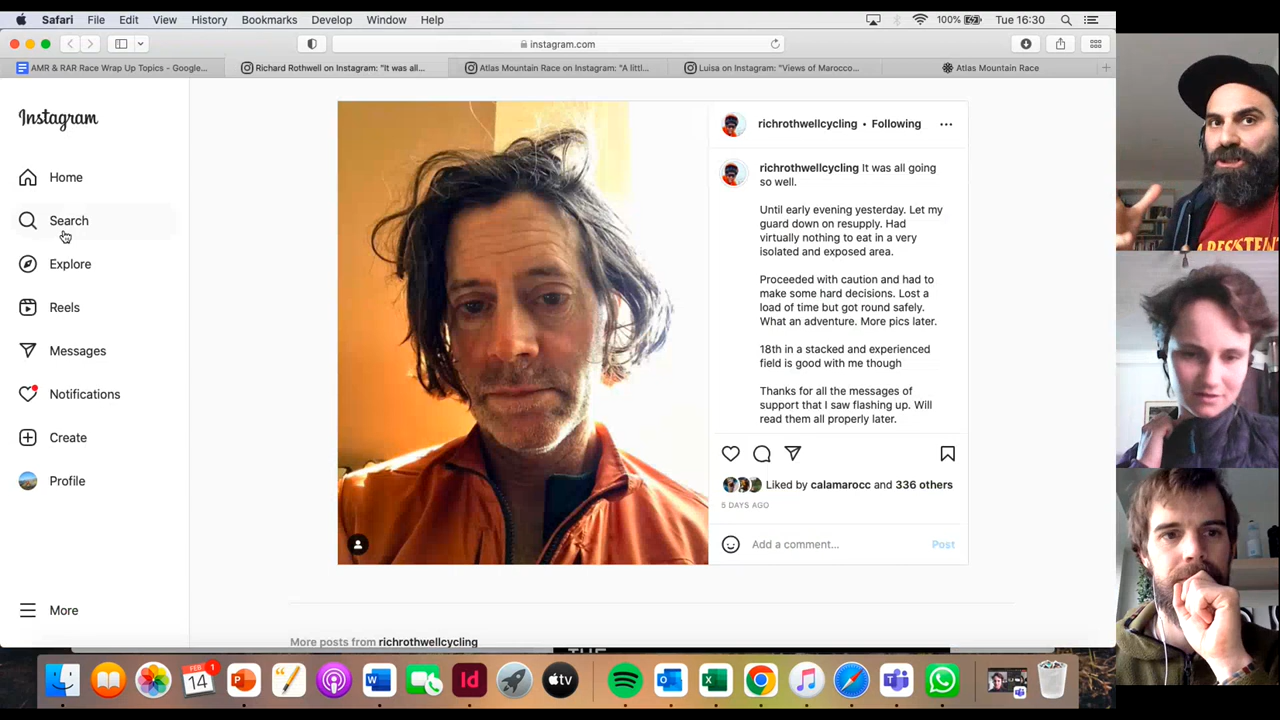 Safari File Edit View History Bookmarks Develop Window Help 100% Tue 16:30
instagram.com
AMR & RAR Race Wrap Up Topics - Google... Richard Rothwell on Instagram: "It was all... Atlas Mountain Race on Instagram: "A littl... Luisa on Instagram: "Views of Marocco... Atlas Mountain Race
Instagram
Home
Search
Explore
Reels
Messages
Notifications
Create
Profile
More
richrothwellcycling • Following
richrothwellcycling It was all going
so well.
Until early evening yesterday. Let my
guard down on resupply. Had
virtually nothing to eat in a very
isolated and exposed area.
Proceeded with caution and had to
make some hard decisions. Lost a
load of time but got round safely.
What an adventure. More pics later.
18th in a stacked and experienced
field is good with me though
Thanks for all the messages of
support that I saw flashing up. Will
read them all properly later.
Liked by calamarocc and 336 others
5 DAYS AGO
Add a comment... Post
More posts from richrothwellcycling
THE
FEB 1
14
P
W
Id
tv
O
X
T